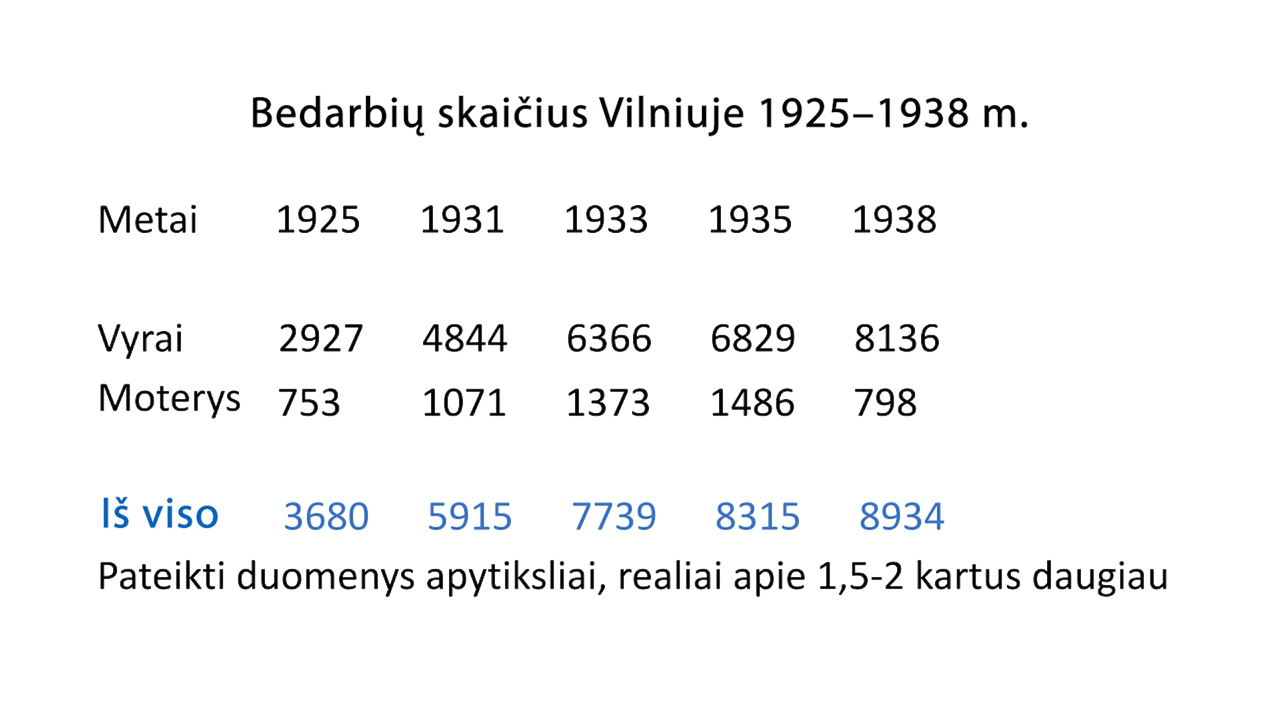 Bedarbių skaičius Vilniuje 1925–1938 m.
Metai 1925 1931 1933 1935 1938
Vyrai 2927 4844 6366 6829 8136
Moterys 753 1071 1373 1486 798
Iš viso 3680 5915 7739 8315 8934
Pateikti duomenys apytiksliai, realiai apie 1,5-2 kartus daugiau